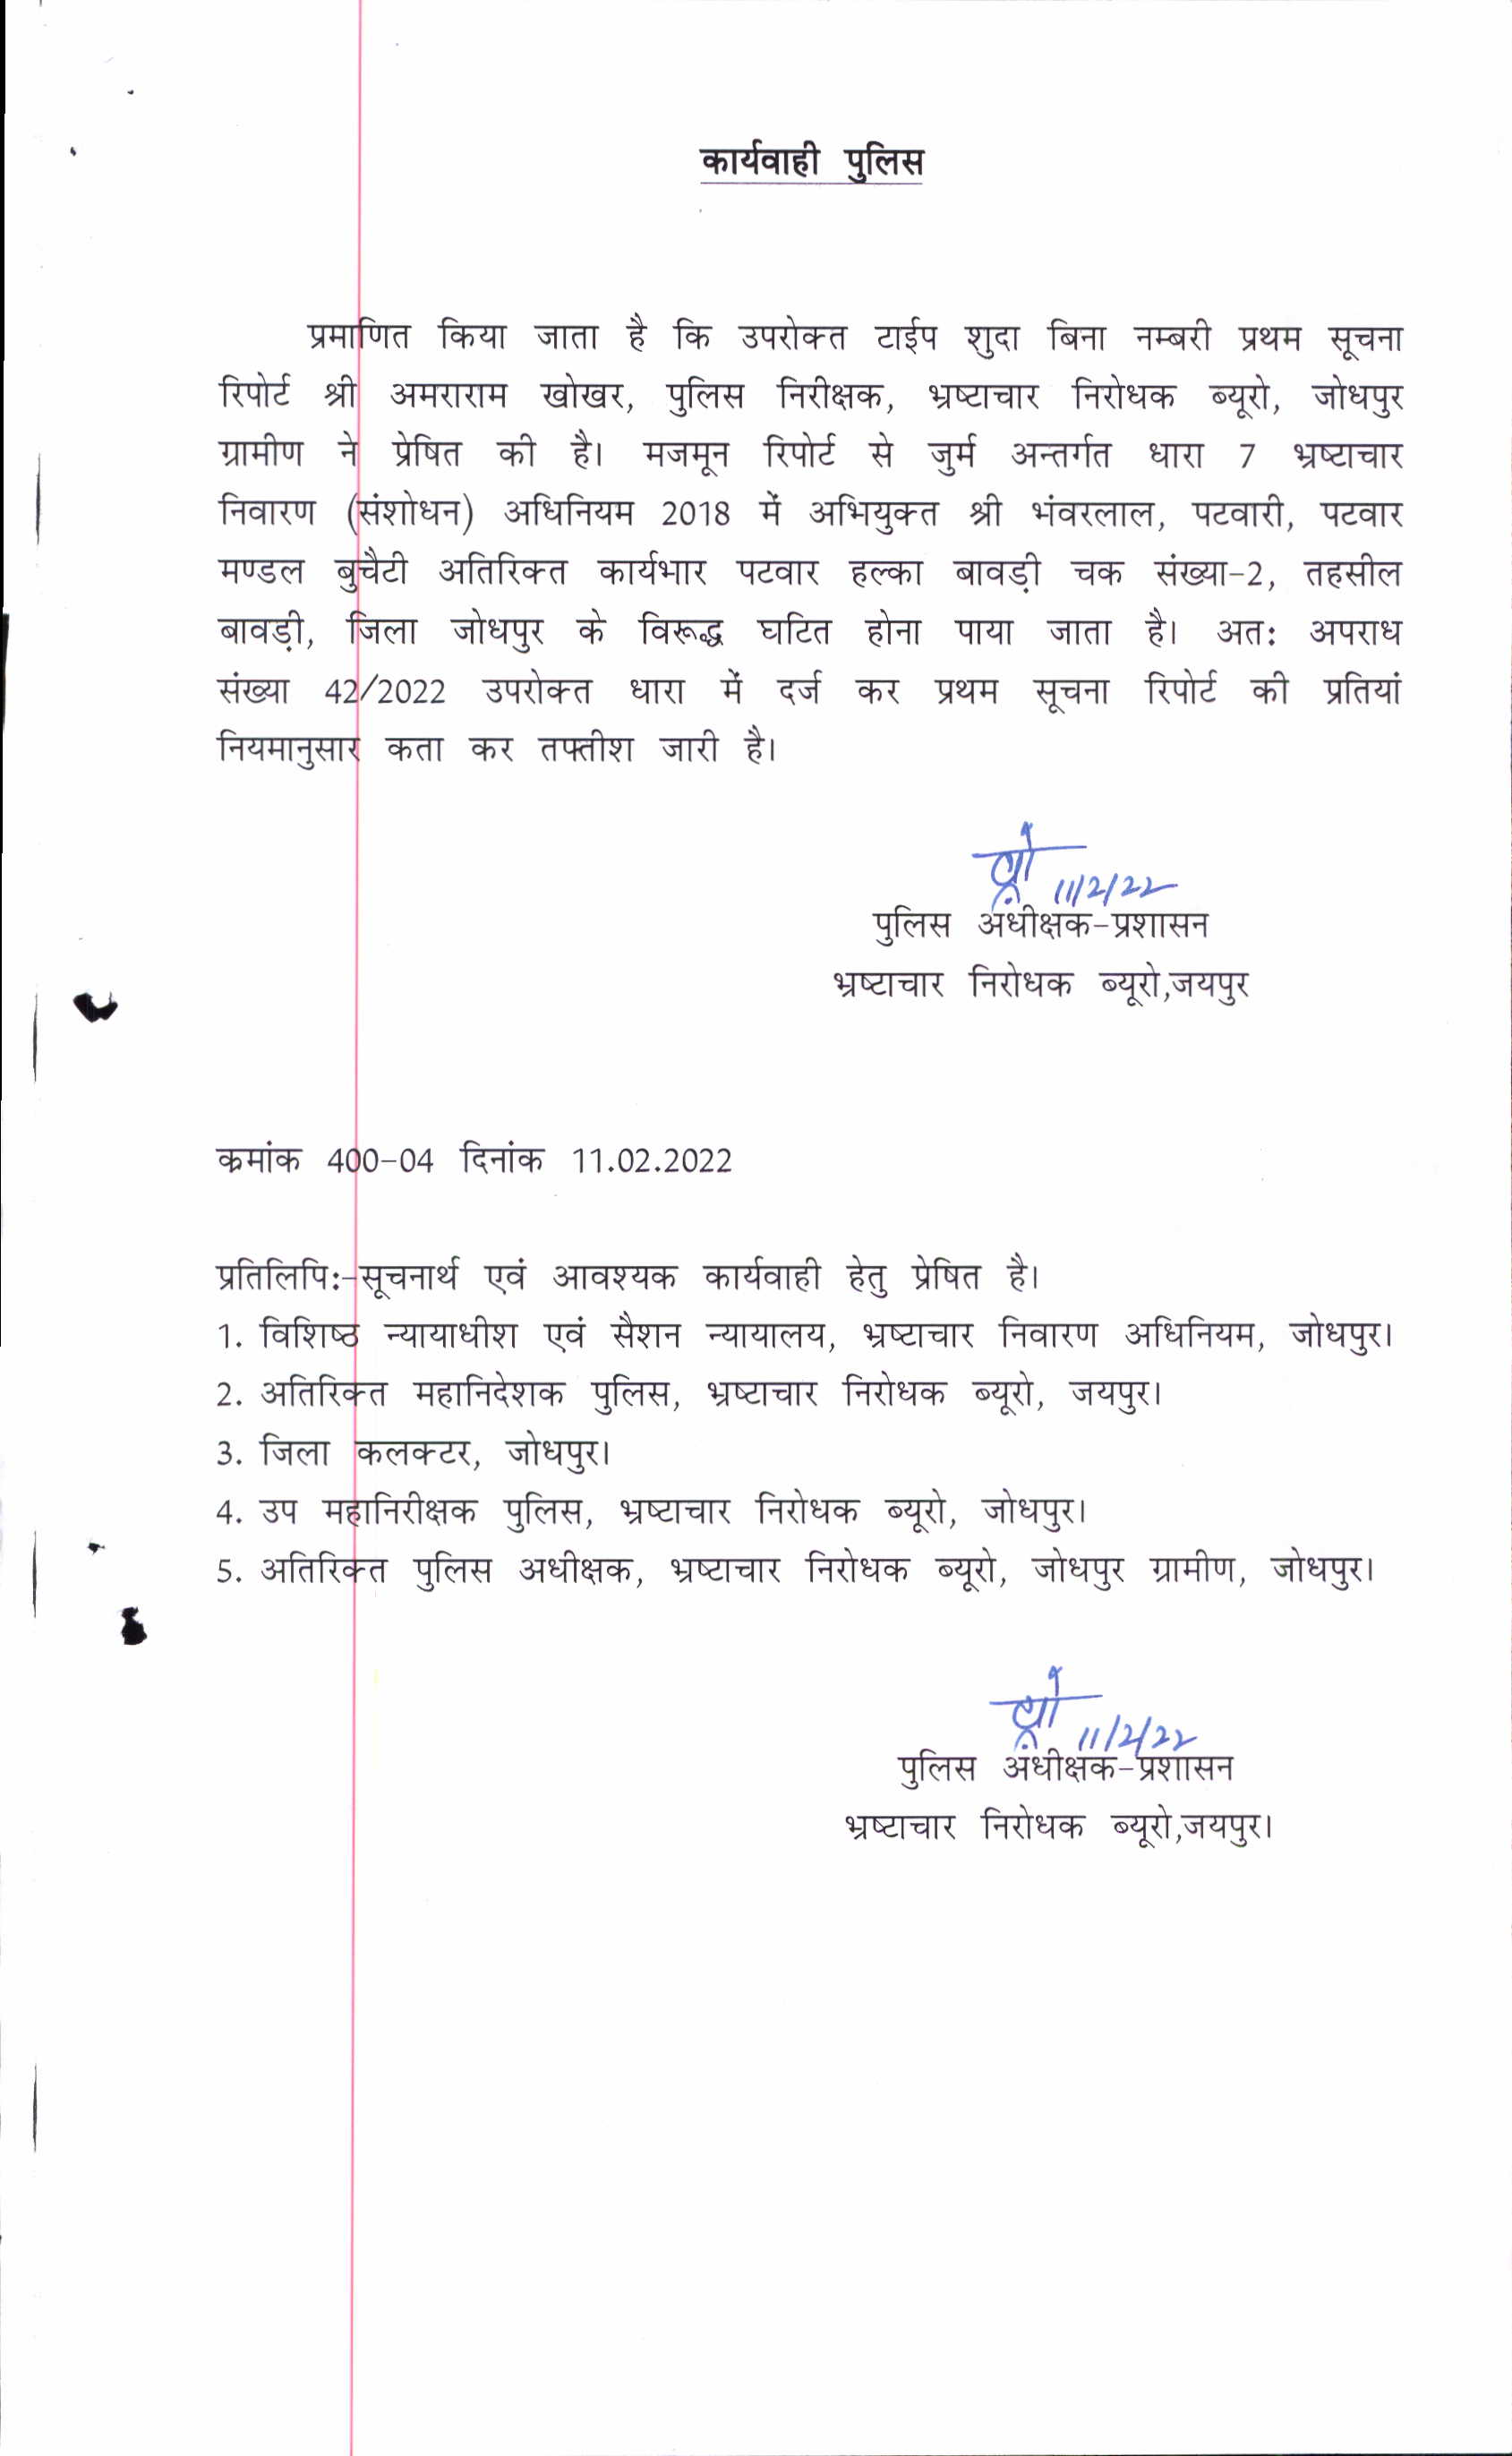 कार्यवाही पुलिस
प्रमाणित किया जाता है कि उपरोक्त टाईप शुदा बिना नम्बरी प्रथम सूचना
रिपोर्ट श्री अमराराम खोखर, पुलिस निरीक्षक, भ्रष्टाचार निरोधक ब्यूरो, जोधपुर
ग्रामीण ने प्रेषित की है। मजमून रिपोर्ट से जुर्म अन्तर्गत धारा 7 भ्रष्टाचार
निवारण (संशोधन) अधिनियम 2018 में अभियुक्त श्री भंवरलाल, पटवारी, पटवार
मण्डल बुचैटी अतिरिक्त कार्यभार पटवार हल्का बावड़ी चक संख्या-2, तहसील
बावड़ी, जिला जोधपुर के विरूद्ध घटित होना पाया जाता है। अतः अपराध
संख्या 42/2022 उपरोक्त धारा में दर्ज कर प्रथम सूचना रिपोर्ट की प्रतियां
नियमानुसार कता कर तफ्तीश जारी है।
11/2/22
पुलिस अधीक्षक-प्रशासन
भ्रष्टाचार निरोधक ब्यूरो,जयपुर
कमांक 400-04 दिनांक 11.02.2022
प्रतिलिपिः-सूचनार्थ एवं आवश्यक कार्यवाही हेतु प्रेषित है।
1. विशिष्ठ न्यायाधीश एवं सैशन न्यायालय, भ्रष्टाचार निवारण अधिनियम, जोधपुर।
2. अतिरिक्त महानिदेशक पुलिस, भ्रष्टाचार निरोधक ब्यूरो, जयपुर।
3. जिला कलक्टर, जोधपुर।
4. उप महानिरीक्षक पुलिस, भ्रष्टाचार निरोधक ब्यूरो, जोधपुर।
5. अतिरिक्त पुलिस अधीक्षक, भ्रष्टाचार निरोधक ब्यूरो, जोधपुर ग्रामीण, जोधपुर।
11/2/22
पुलिस अधीक्षक-प्रशासन
भ्रष्टाचार निरोधक ब्यूरो,जयपुर।